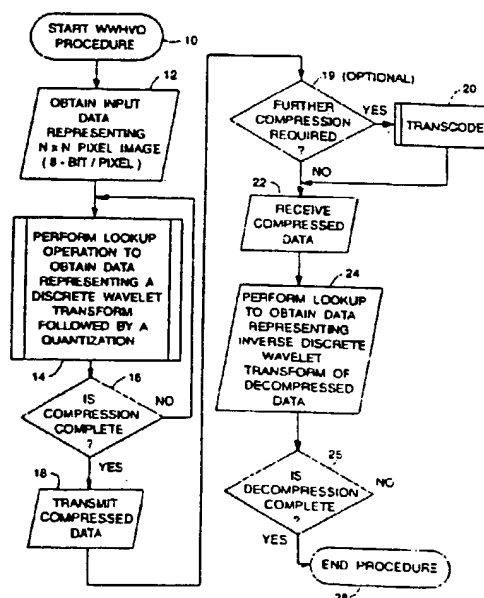 START WWHVQ
PROCEDURE
10
12
OBTAIN INPUT
DATA
REPRESENTING
N x N PIXEL IMAGE
( 8 - BIT / PIXEL )
PERFORM LOOKUP
OPERATION TO
OBTAIN DATA
REPRESENTING A
DISCRETE WAVELET
TRANSFORM
FOLLOWED BY A
QUANTIZATION
14
16
IS
COMPRESSION
COMPLETE
?
NO
YES
18
TRANSMIT
COMPRESSED
DATA
19 (OPTIONAL)
FURTHER
COMPRESSION
REQUIRED
?
YES
20
TRANSCODE
NO
22
RECEIVE
COMPRESSED
DATA
24
PERFORM LOOKUP
TO OBTAIN DATA
REPRESENTING
INVERSE DISCRETE
WAVELET
TRANSFORM OF
DECOMPRESSED
DATA
25
IS
DECOMPRESSION
COMPLETE
?
NO
YES
END PROCEDURE